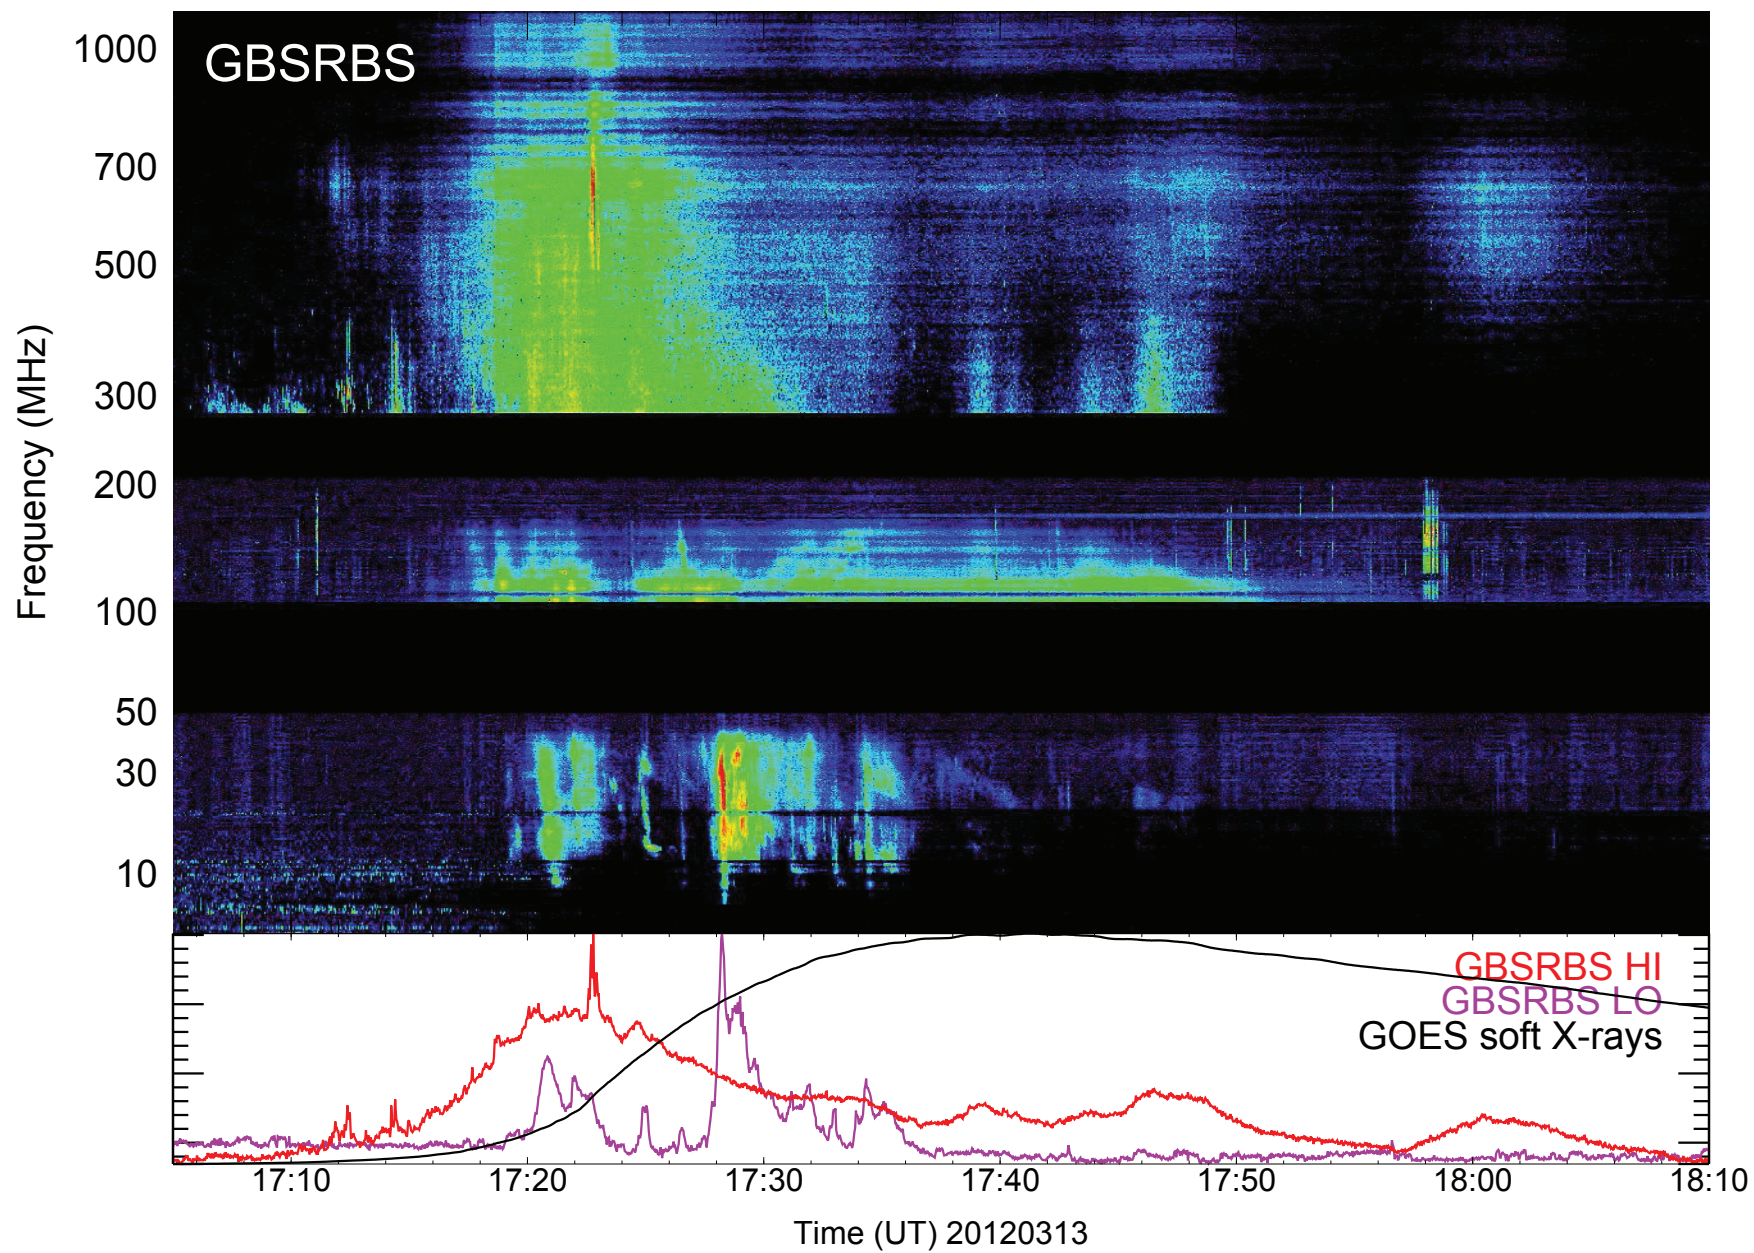 GBSRBS
1000
700
500
300
200
100
50
30
10
Frequency (MHz)
GBSRBS HI
GBSRBS LO
GOES soft X-rays
17:10 17:20 17:30 17:40 17:50 18:00 18:10
Time (UT) 20120313